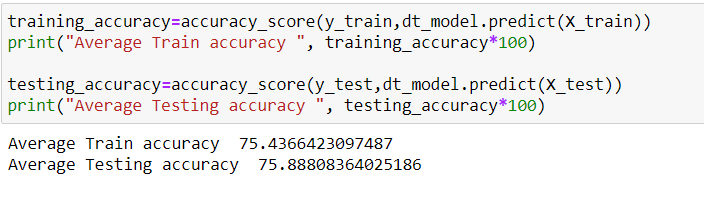 training_accuracy=accuracy_score(y_train,dt_model.predict(X_train))
print("Average Train accuracy ", training_accuracy*100)
testing_accuracy=accuracy_score(y_test,dt_model.predict(X_test))
print("Average Testing accuracy ", testing_accuracy*100)
Average Train accuracy  75.4366423097487
Average Testing accuracy  75.88808364025186